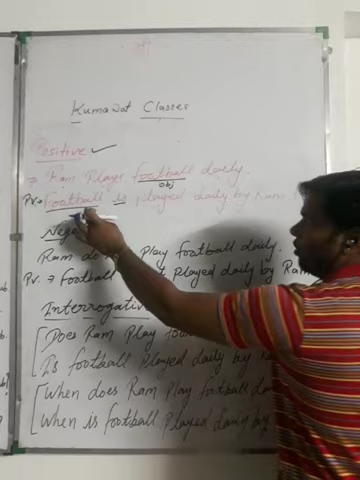 Kumawat Classes
Positive ✓
⇒ Ram Plays football daily.
obj
Pv.⇒ Football is played daily by Ram
Nega
Ram do Play football daily.
Pv. ⇒ Football t played daily by Ram
Interrogative
Does Ram Play foot
Is football Played daily by
When does Ram Play football
When is football Played daily by